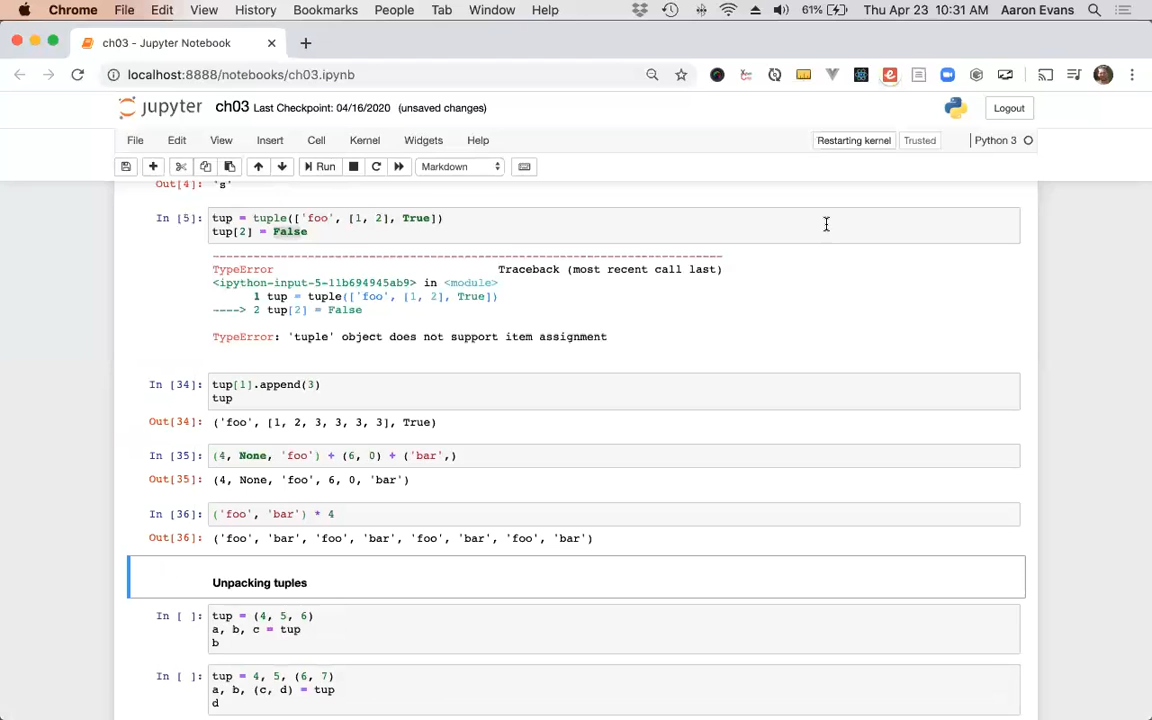 Chrome File Edit View History Bookmarks People Tab Window Help 61% Thu Apr 23 10:31 AM Aaron Evans
ch03 - Jupyter Notebook
localhost:8888/notebooks/ch03.ipynb
jupyter ch03 Last Checkpoint: 04/16/2020 (unsaved changes) Logout
File Edit View Insert Cell Kernel Widgets Help Restarting kernel Trusted Python 3
Run Markdown
Out[4]: 's'
In [5]: tup = tuple(['foo', [1, 2], True])
tup[2] = False
---------------------------------------------------------------------------
TypeError Traceback (most recent call last)
<ipython-input-5-11b694945ab9> in <module>
1 tup = tuple(['foo', [1, 2], True])
----> 2 tup[2] = False
TypeError: 'tuple' object does not support item assignment
In [34]: tup[1].append(3)
tup
Out[34]: ('foo', [1, 2, 3, 3, 3, 3], True)
In [35]: (4, None, 'foo') + (6, 0) + ('bar',)
Out[35]: (4, None, 'foo', 6, 0, 'bar')
In [36]: ('foo', 'bar') * 4
Out[36]: ('foo', 'bar', 'foo', 'bar', 'foo', 'bar', 'foo', 'bar')
Unpacking tuples
In [ ]: tup = (4, 5, 6)
a, b, c = tup
b
In [ ]: tup = 4, 5, (6, 7)
a, b, (c, d) = tup
d